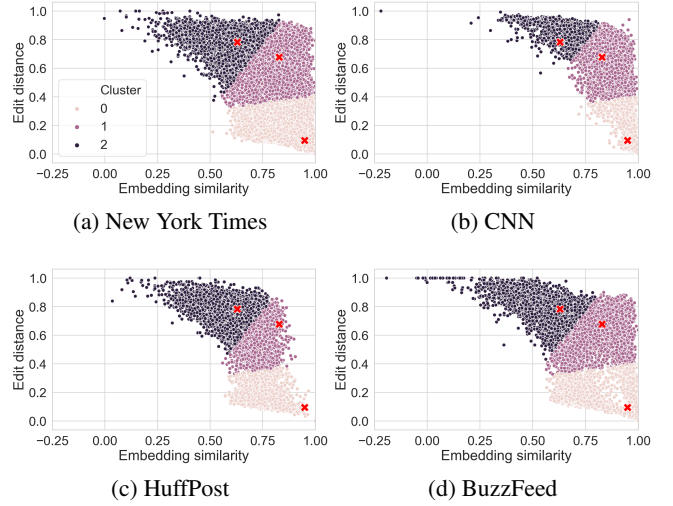 1.0
0.8
0.6
0.4
0.2
0.0
Edit distance
Cluster
0
1
2
−0.25 0.00 0.25 0.50 0.75 1.00
Embedding similarity
(a) New York Times
1.0
0.8
0.6
0.4
0.2
0.0
Edit distance
−0.25 0.00 0.25 0.50 0.75 1.00
Embedding similarity
(b) CNN
1.0
0.8
0.6
0.4
0.2
0.0
Edit distance
−0.25 0.00 0.25 0.50 0.75 1.00
Embedding similarity
(c) HuffPost
1.0
0.8
0.6
0.4
0.2
0.0
Edit distance
−0.25 0.00 0.25 0.50 0.75 1.00
Embedding similarity
(d) BuzzFeed